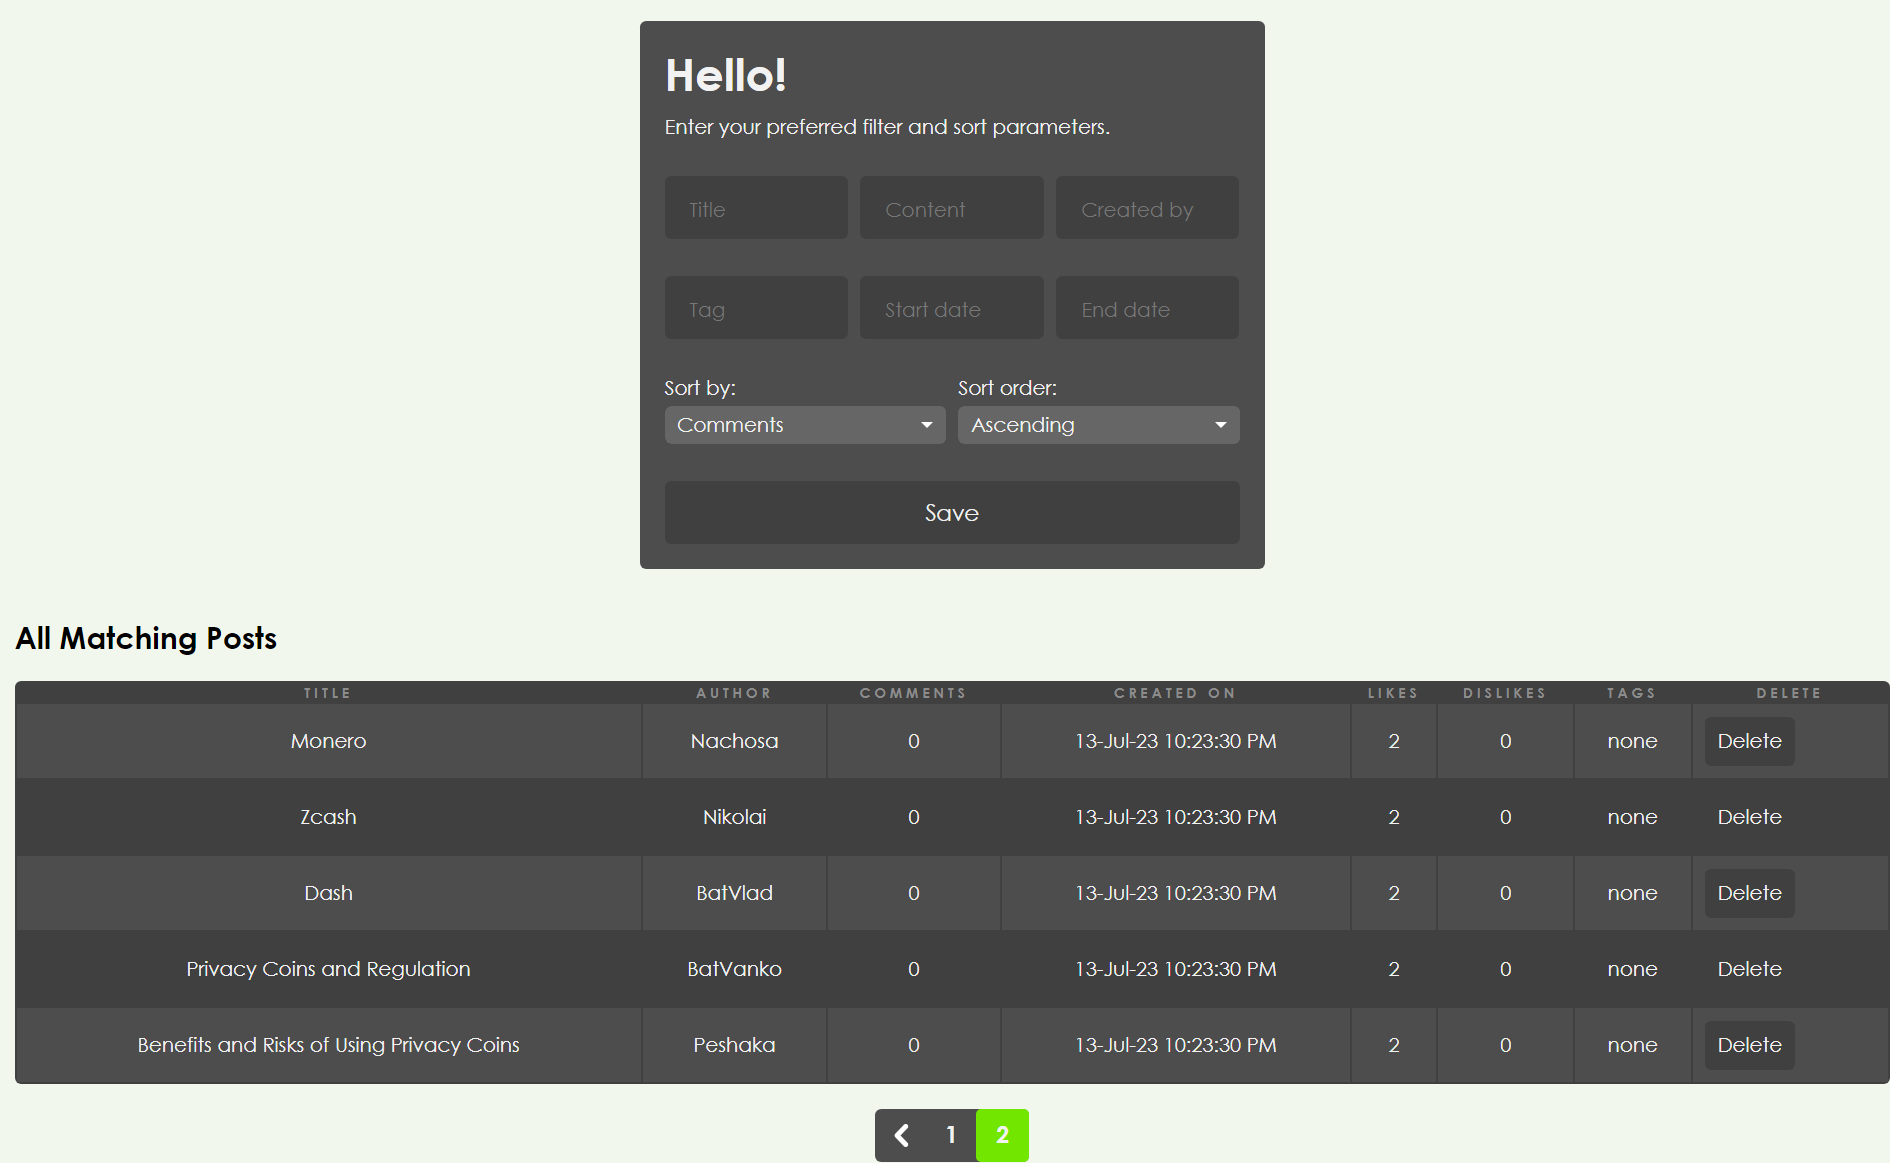 Hello!
Enter your preferred filter and sort parameters.
Title Content Created by
Tag Start date End date
Sort by: Sort order:
Comments Ascending
Save
All Matching Posts
TITLE AUTHOR COMMENTS CREATED ON LIKES DISLIKES TAGS DELETE
Monero Nachosa 0 13-Jul-23 10:23:30 PM 2 0 none Delete
Zcash Nikolai 0 13-Jul-23 10:23:30 PM 2 0 none Delete
Dash BatVlad 0 13-Jul-23 10:23:30 PM 2 0 none Delete
Privacy Coins and Regulation BatVanko 0 13-Jul-23 10:23:30 PM 2 0 none Delete
Benefits and Risks of Using Privacy Coins Peshaka 0 13-Jul-23 10:23:30 PM 2 0 none Delete
1 2